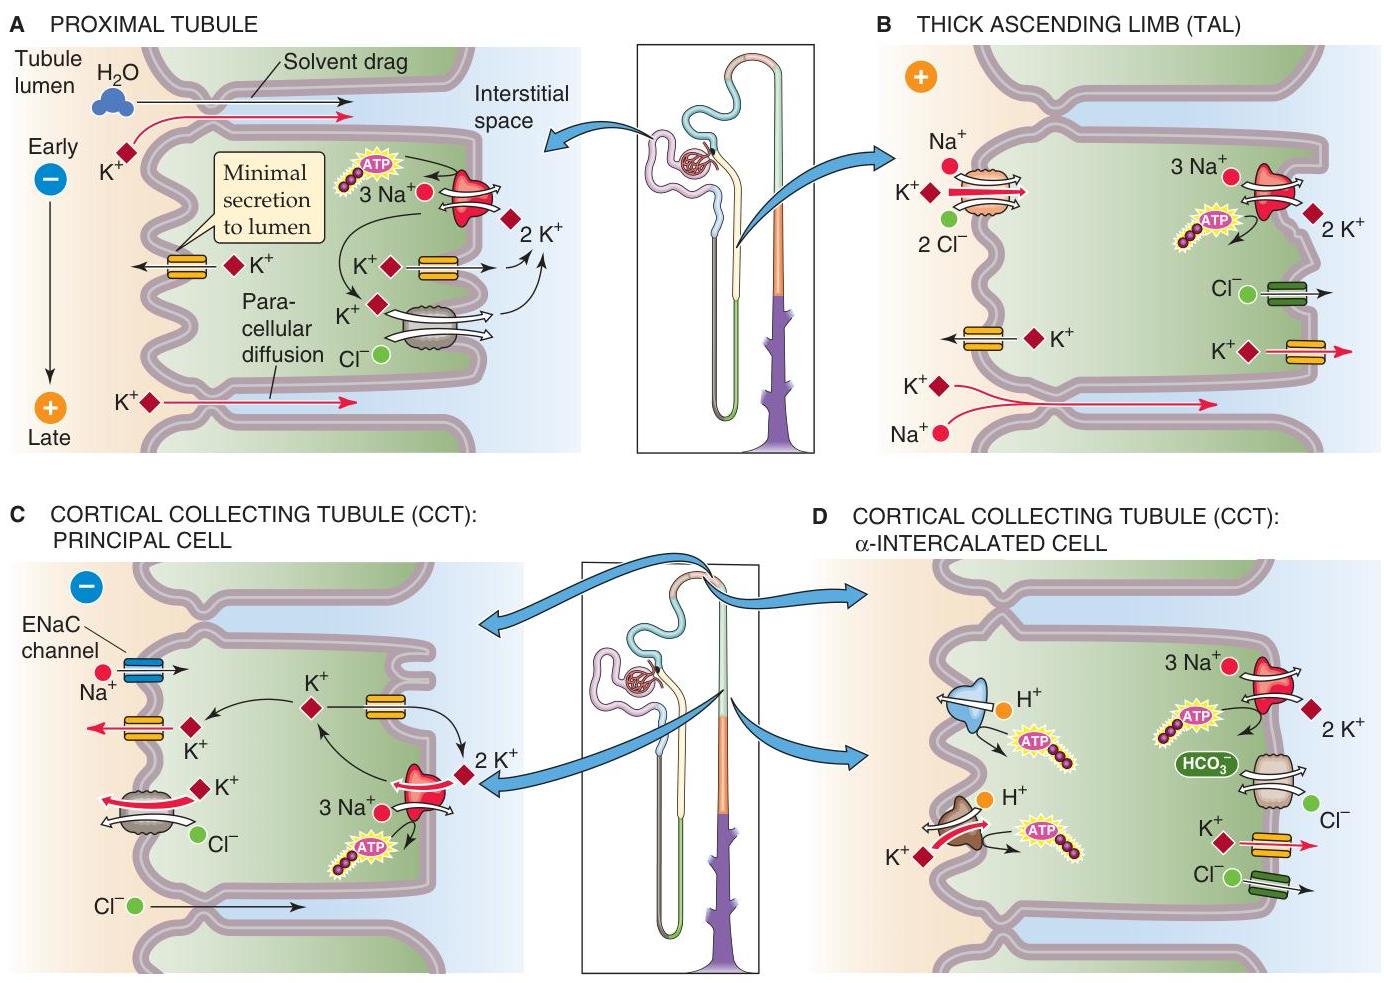 A PROXIMAL TUBULE
Tubule
lumen
H₂O
Solvent drag
Interstitial
space
K⁺
Early
−
Minimal
secretion
to lumen
ATP
3 Na⁺
2 K⁺
K⁺
K⁺
K⁺
Para-
cellular
diffusion
Cl⁻
K⁺
+
Late
B THICK ASCENDING LIMB (TAL)
+
Na⁺
K⁺
2 Cl⁻
3 Na⁺
ATP
2 K⁺
Cl⁻
K⁺
K⁺
K⁺
Na⁺
C CORTICAL COLLECTING TUBULE (CCT):
PRINCIPAL CELL
−
ENaC
channel
Na⁺
K⁺
K⁺
2 K⁺
K⁺
3 Na⁺
Cl⁻
ATP
Cl⁻
D CORTICAL COLLECTING TUBULE (CCT):
α-INTERCALATED CELL
3 Na⁺
H⁺
ATP
ATP
2 K⁺
HCO₃⁻
H⁺
Cl⁻
ATP
K⁺
K⁺
Cl⁻